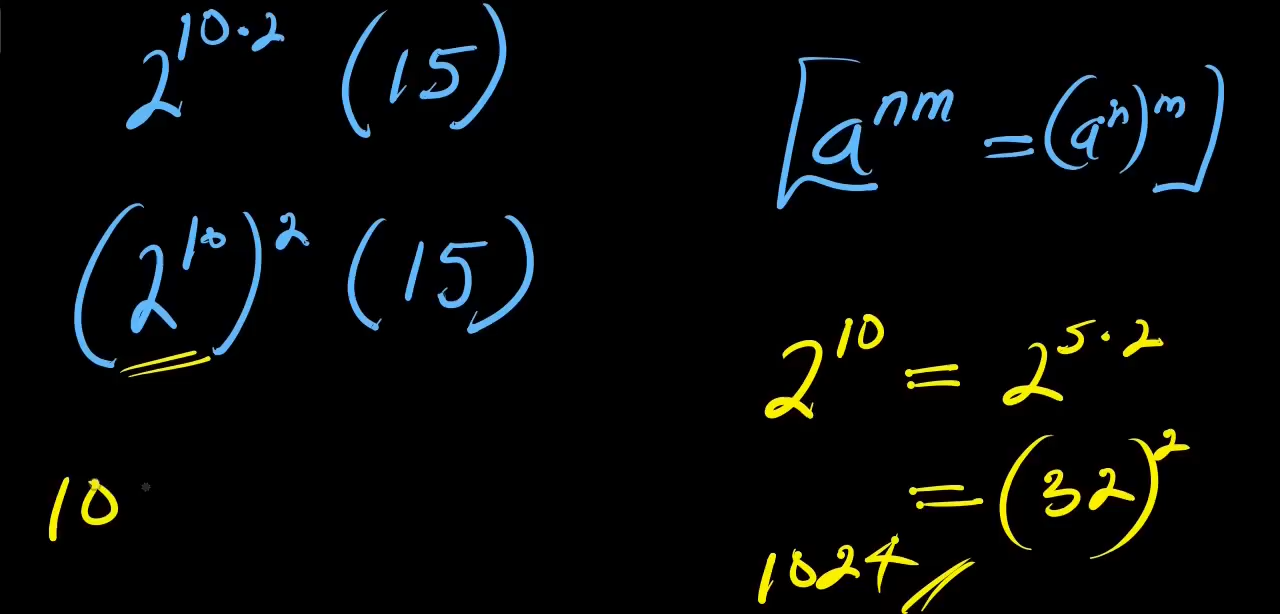 2^{10·2} (15)
(2^{10})^2 (15)
10
[a^{nm} = (a^n)^m]
2^{10} = 2^{5·2}
= (32)^2
1024